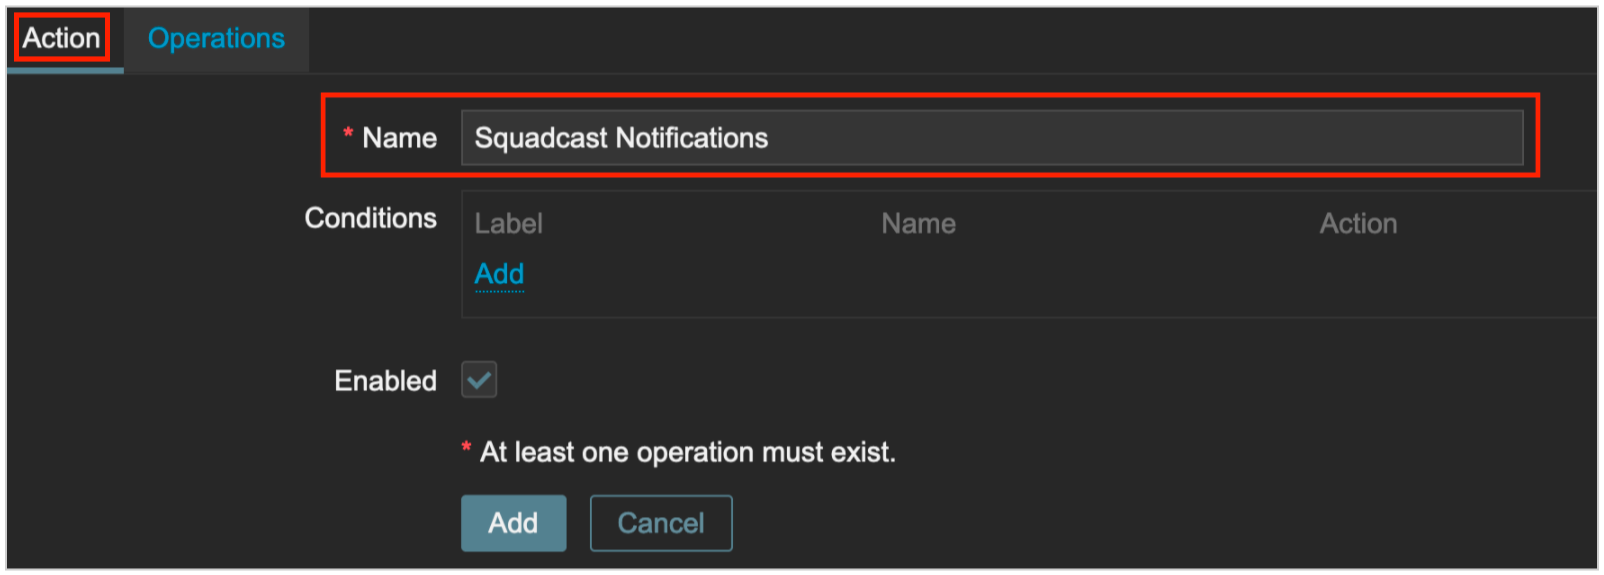 Action Operations
* Name Squadcast Notifications
Conditions Label Name Action
Add
Enabled
* At least one operation must exist.
Add Cancel